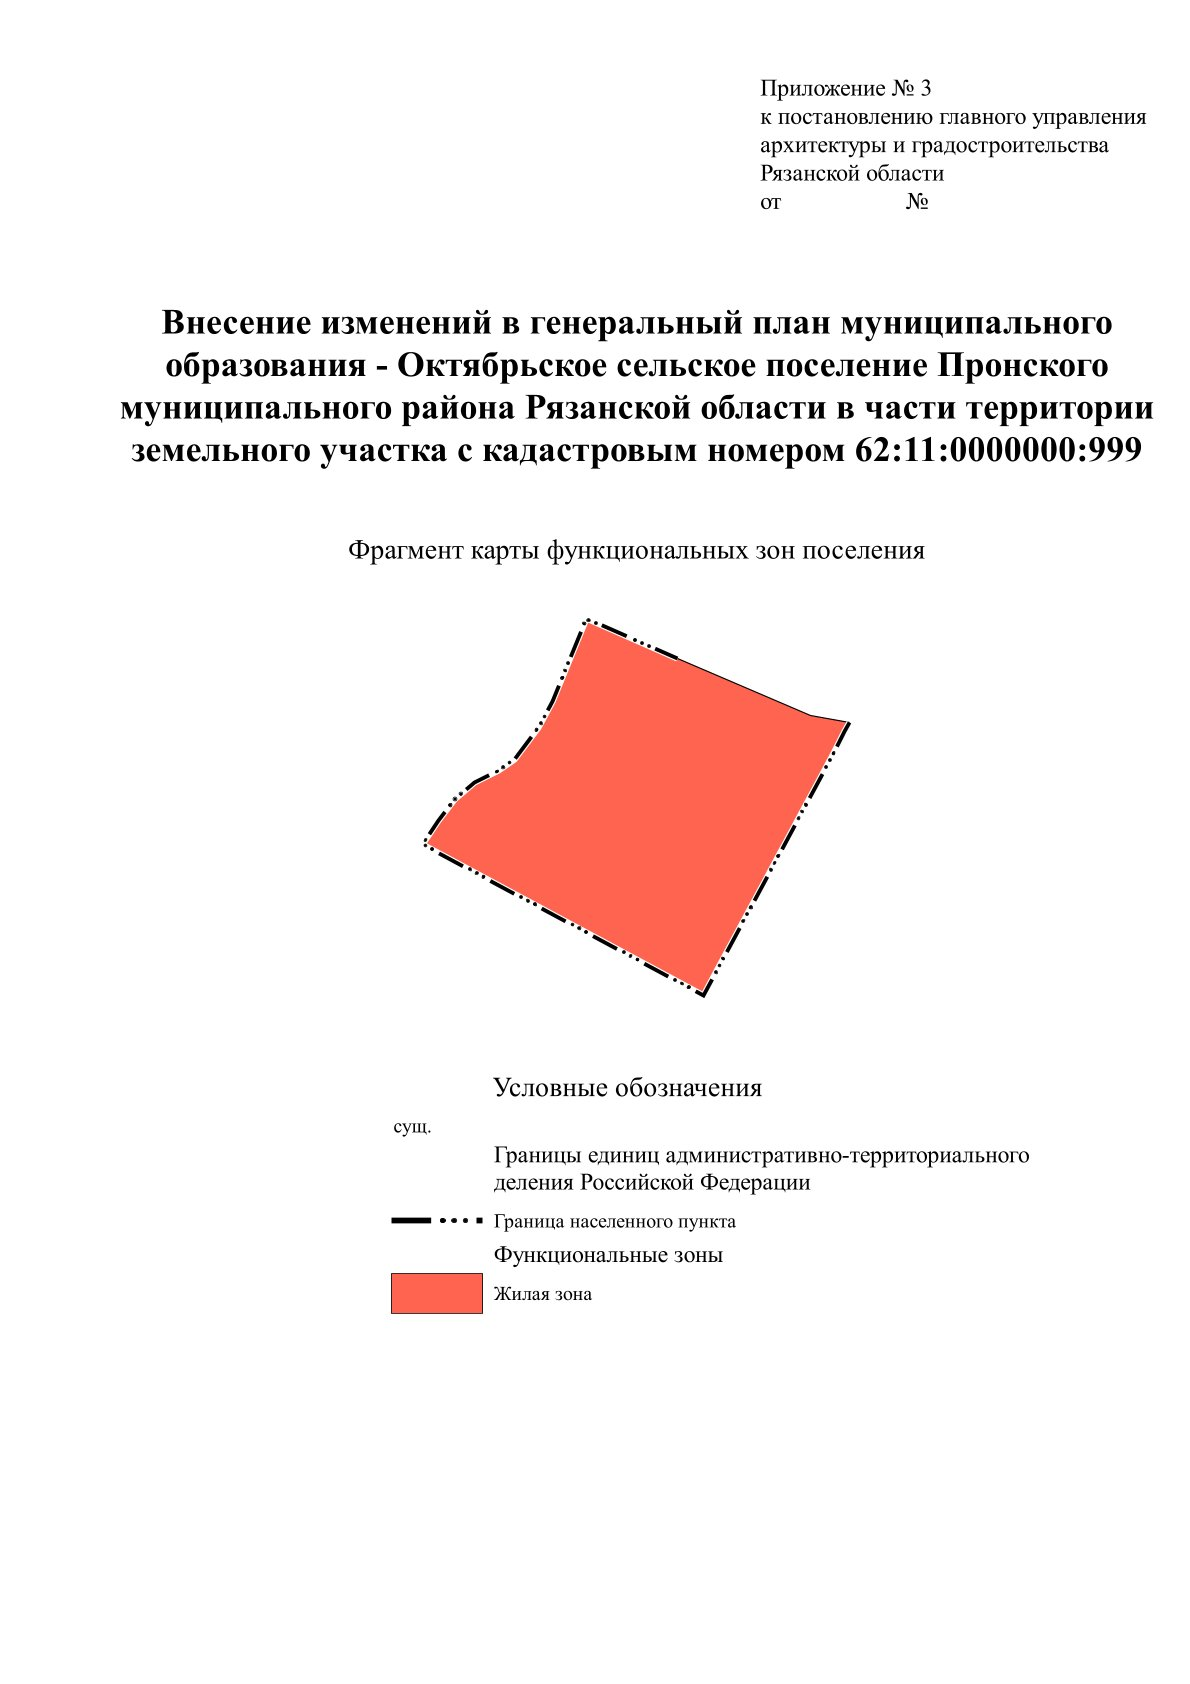 Приложение № 3
к постановлению главного управления
архитектуры и градостроительства
Рязанской области
от №
Внесение изменений в генеральный план муниципального
образования - Октябрьское сельское поселение Пронского
муниципального района Рязанской области в части территории
земельного участка с кадастровым номером 62:11:0000000:999
Фрагмент карты функциональных зон поселения
Условные обозначения
сущ.
Границы единиц административно-территориального
деления Российской Федерации
Граница населенного пункта
Функциональные зоны
Жилая зона